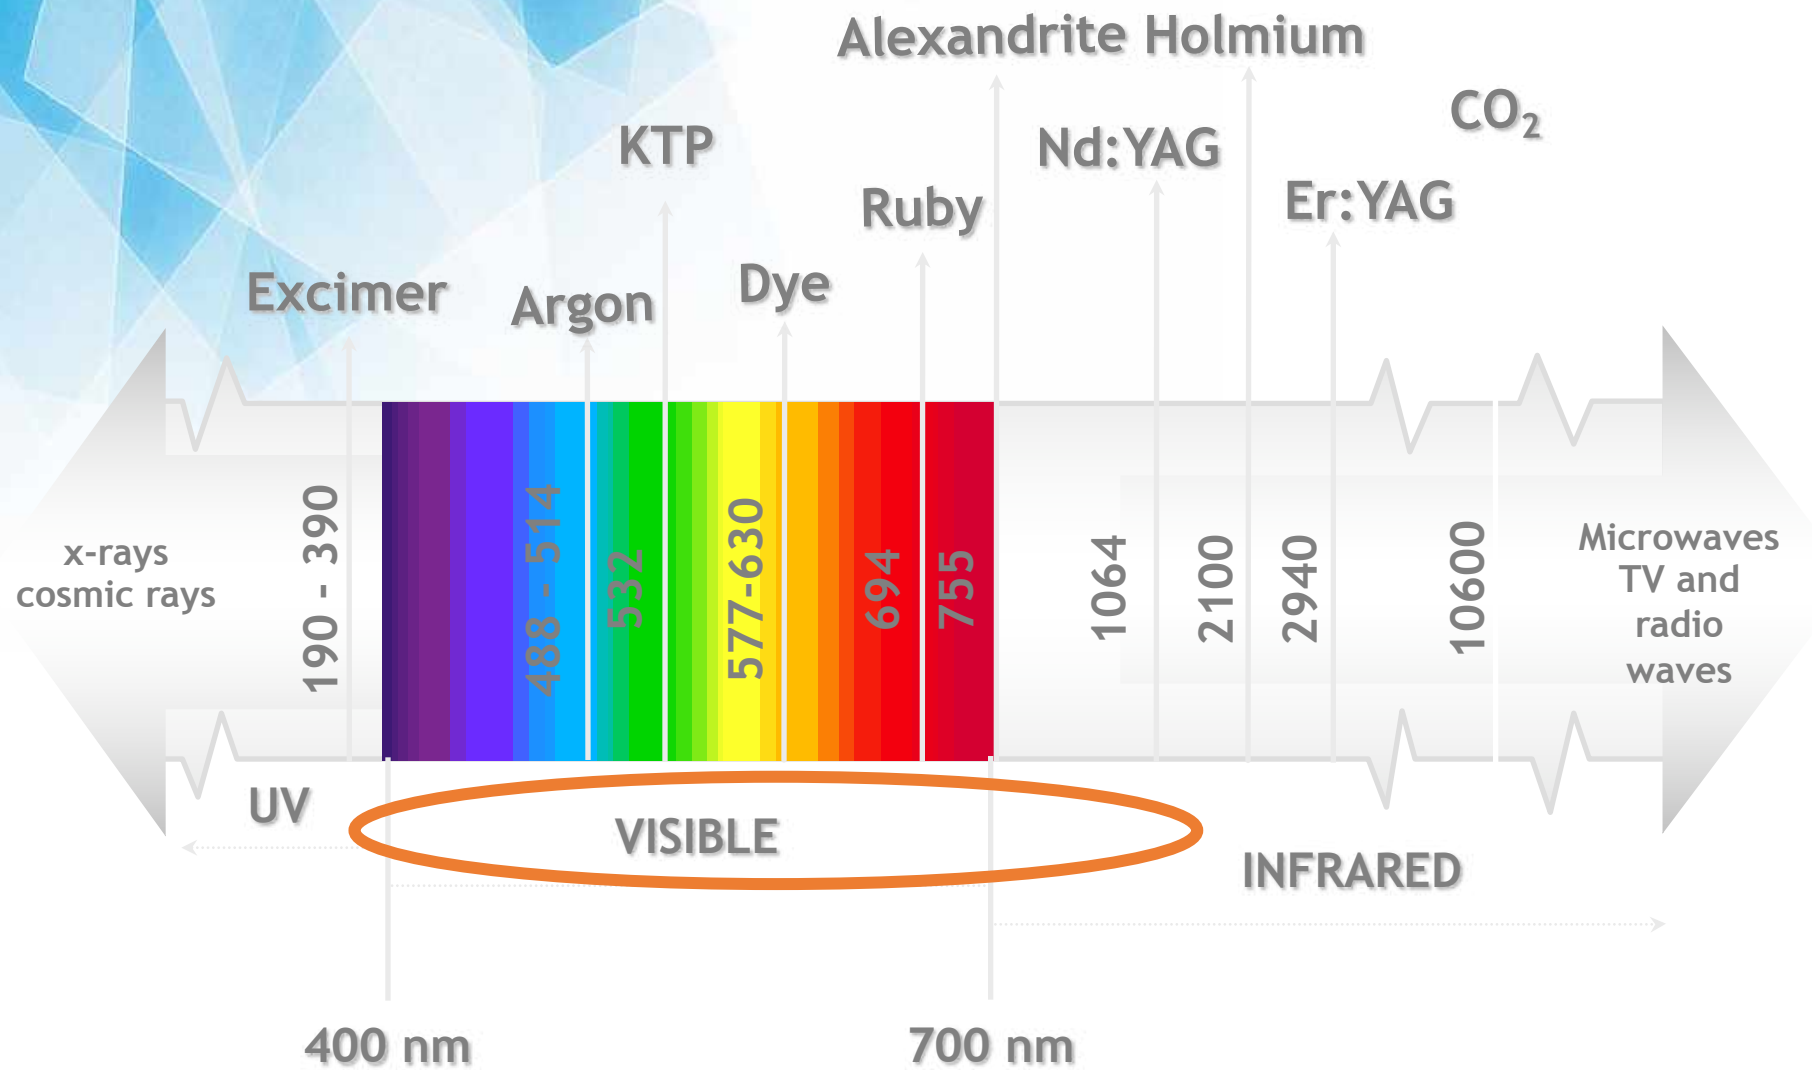 Alexandrite Holmium
CO₂
KTP
Nd:YAG
Er:YAG
Ruby
Excimer
Argon
Dye
x-rays
cosmic rays
190 - 390
488 - 514
532
577-630
694
755
1064
2100
2940
10600
Microwaves
TV and
radio
waves
UV
VISIBLE
INFRARED
400 nm
700 nm